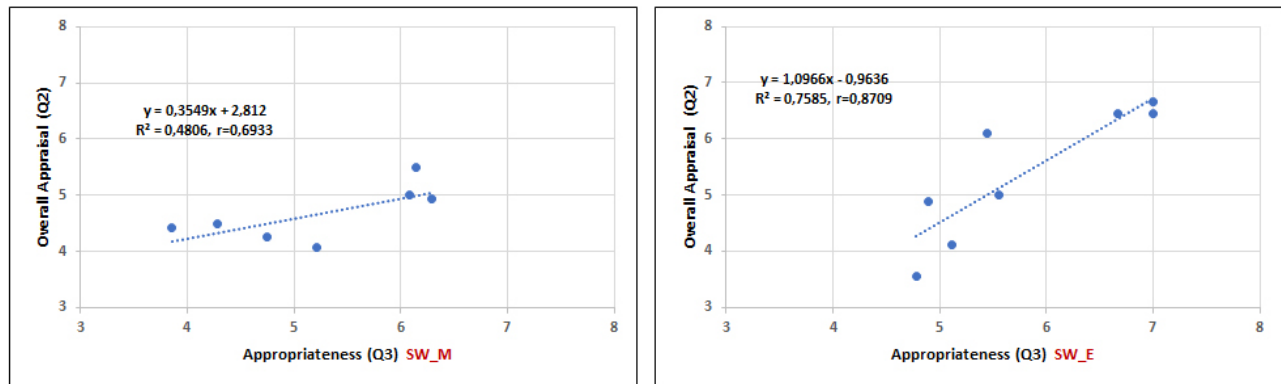 8
7
6
5
4
3
Overall Appraisal (Q2)
y = 0,3549x + 2,812
R² = 0,4806, r=0,6933
3 4 5 6 7 8
Appropriateness (Q3) SW_M
8
7
6
5
4
3
Overall Appraisal (Q2)
y = 1,0966x - 0,9636
R² = 0,7585, r=0,8709
3 4 5 6 7 8
Appropriateness (Q3) SW_E